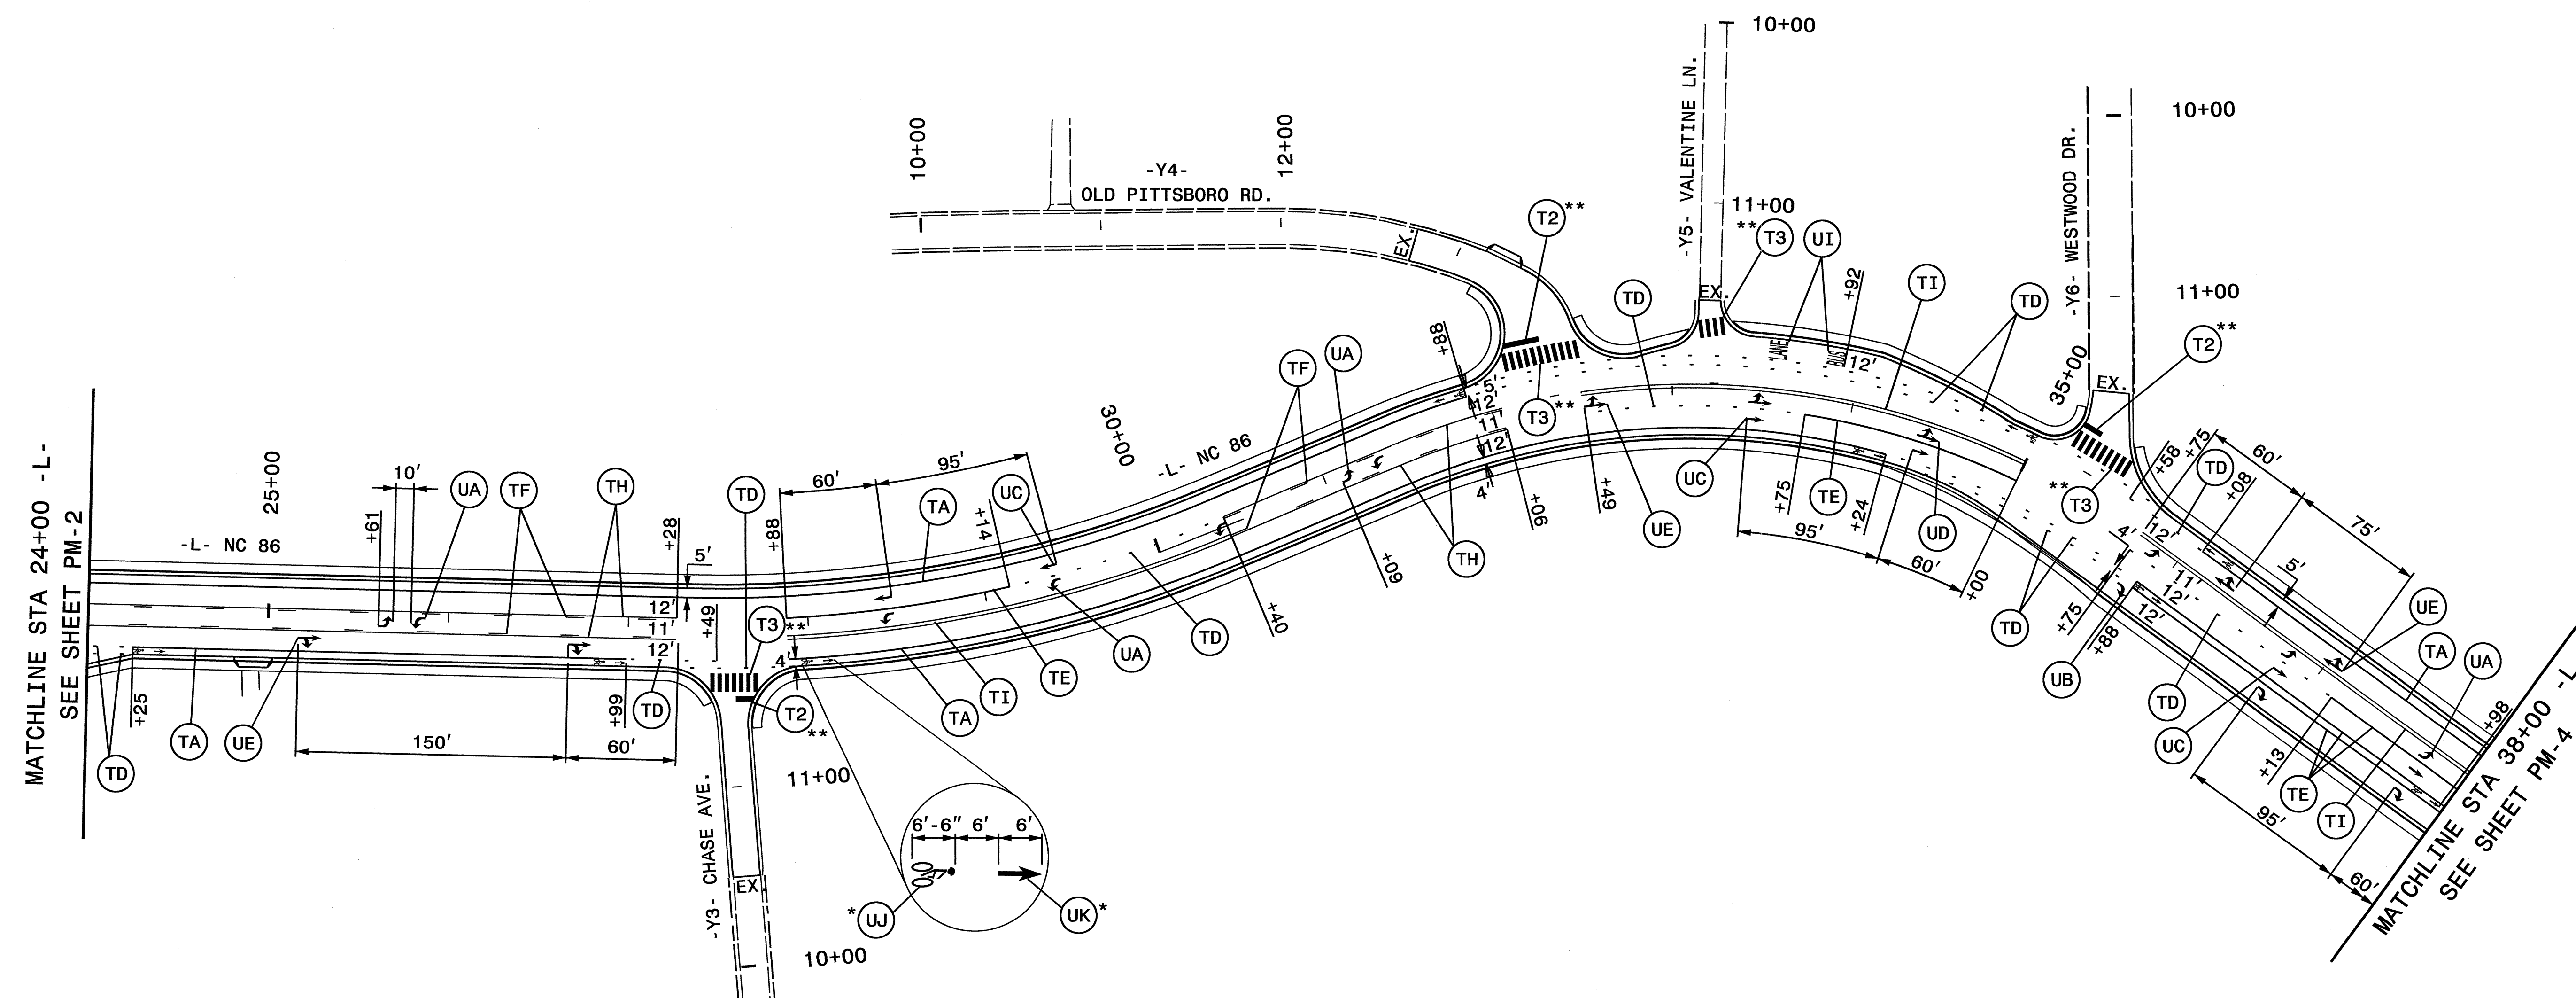 MATCHLINE STA 24+00 -L-
SEE SHEET PM-2
-L- NC 86
25+00
+61
10'
UA
TF
TH
+28
5'
12'
11'
12'
+49
TD
T3**
T2**
TD
+25
TA
UE
150'
+99
60'
TD
+88
60'
95'
TA
+14
UC
4'
TI
TA
TE
UA
TD
+40
-Y3- CHASE AVE.
11+00
EX.
10+00
6'-6"
6'
6'
*UJ
UK*
30+00
-L- NC 86
TF
UA
+09
TH
10+00
12+00
-Y4-
OLD PITTSBORO RD.
EX.
+88
5'
12'
11'
12'
4'
+06
T2**
T3**
TD
+49
UE
-Y5- VALENTINE LN.
10+00
11+00
EX.
**T3
UI
LANE
BUS
+92
12'
TI
TD
UC
+75
TE
+24
UD
95'
60'
+00
-Y6- WESTWOOD DR.
10+00
11+00
35+00
EX.
T2**
**T3
+58
+75
TD
+08
60'
75'
5'
4'
12'
11'
12'
12'
TD
+75
+88
UB
TD
UC
+13
TE
TI
UE
TA
UA
+98
95'
60'
MATCHLINE STA 38+00 -L-
SEE SHEET PM-4